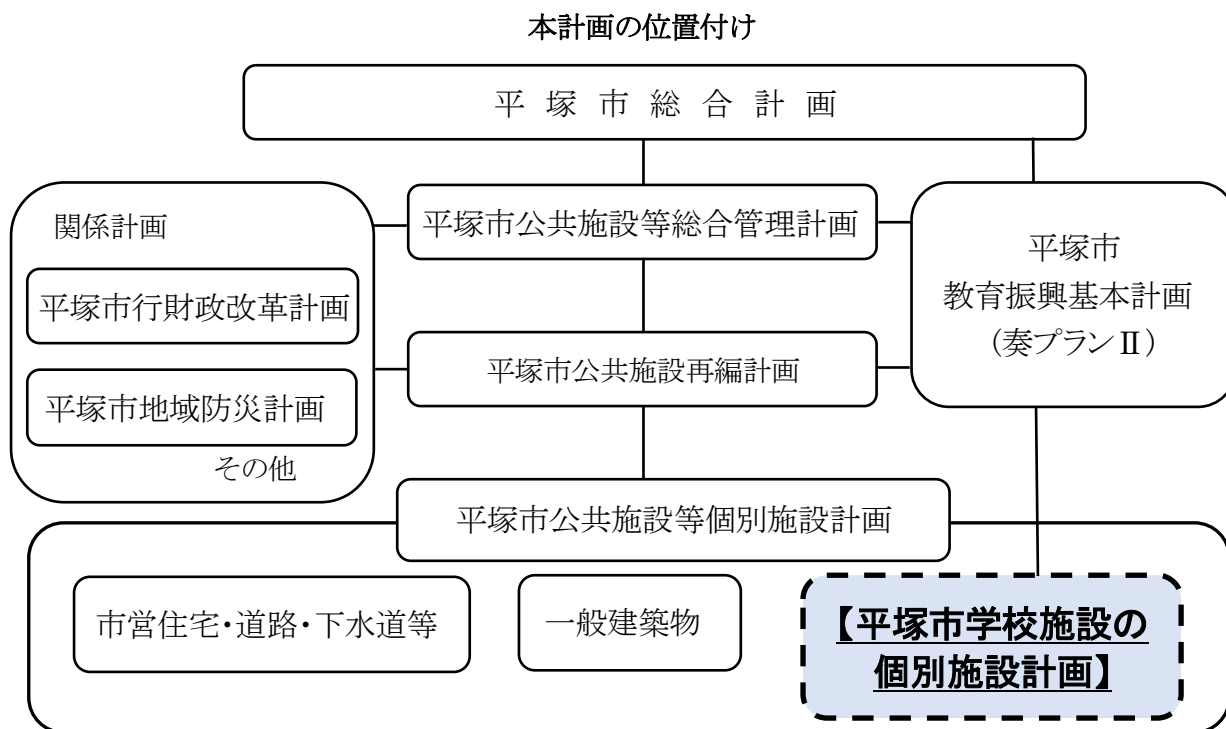 本計画の位置付け
平塚市総合計画
関係計画
平塚市行財政改革計画
平塚市地域防災計画
その他
平塚市公共施設等総合管理計画
平塚市公共施設再編計画
平塚市
教育振興基本計画
(奏プランⅡ)
平塚市公共施設等個別施設計画
市営住宅・道路・下水道等
一般建築物
【平塚市学校施設の
個別施設計画】